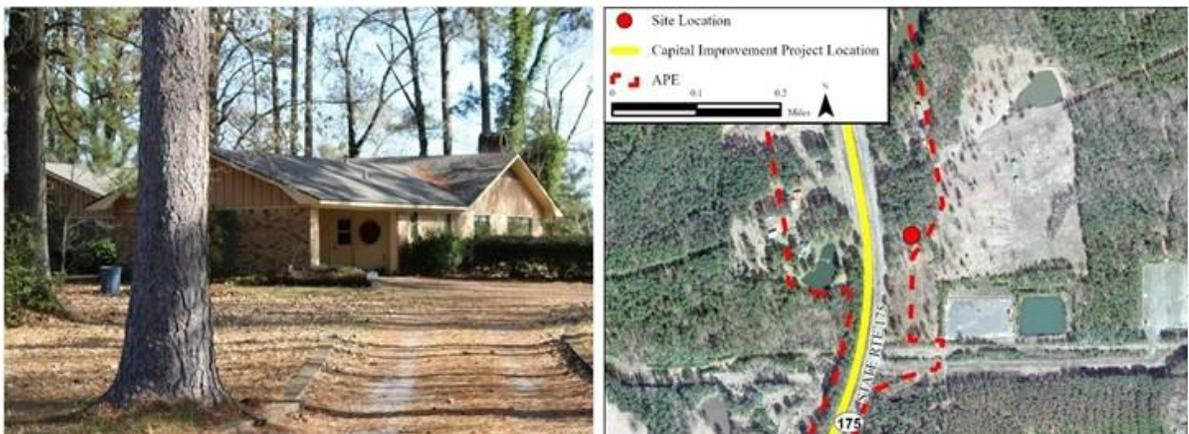 Site Location
Capital Improvement Project Location
APE
0 0.1 0.2
N
Miles
STATE RTE 175
175